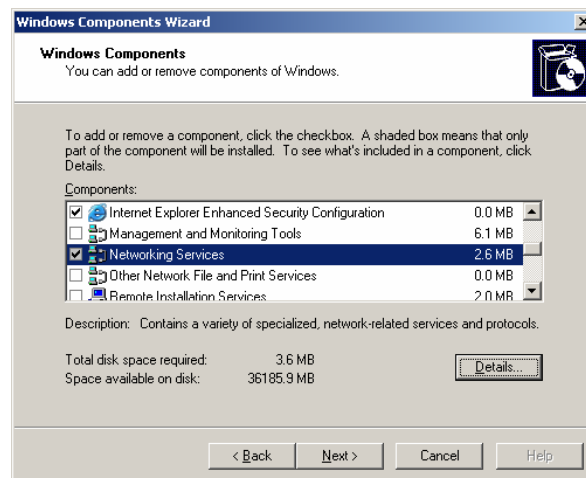 Windows Components Wizard
Windows Components
You can add or remove components of Windows.
To add or remove a component, click the checkbox. A shaded box means that only
part of the component will be installed. To see what's included in a component, click
Details.
Components:
Internet Explorer Enhanced Security Configuration 0.0 MB
Management and Monitoring Tools 6.1 MB
Networking Services 2.6 MB
Other Network File and Print Services 0.0 MB
Remote Installation Services 2.0 MB
Description: Contains a variety of specialized, network-related services and protocols.
Total disk space required: 3.6 MB
Space available on disk: 36185.9 MB
Details...
< Back Next > Cancel Help